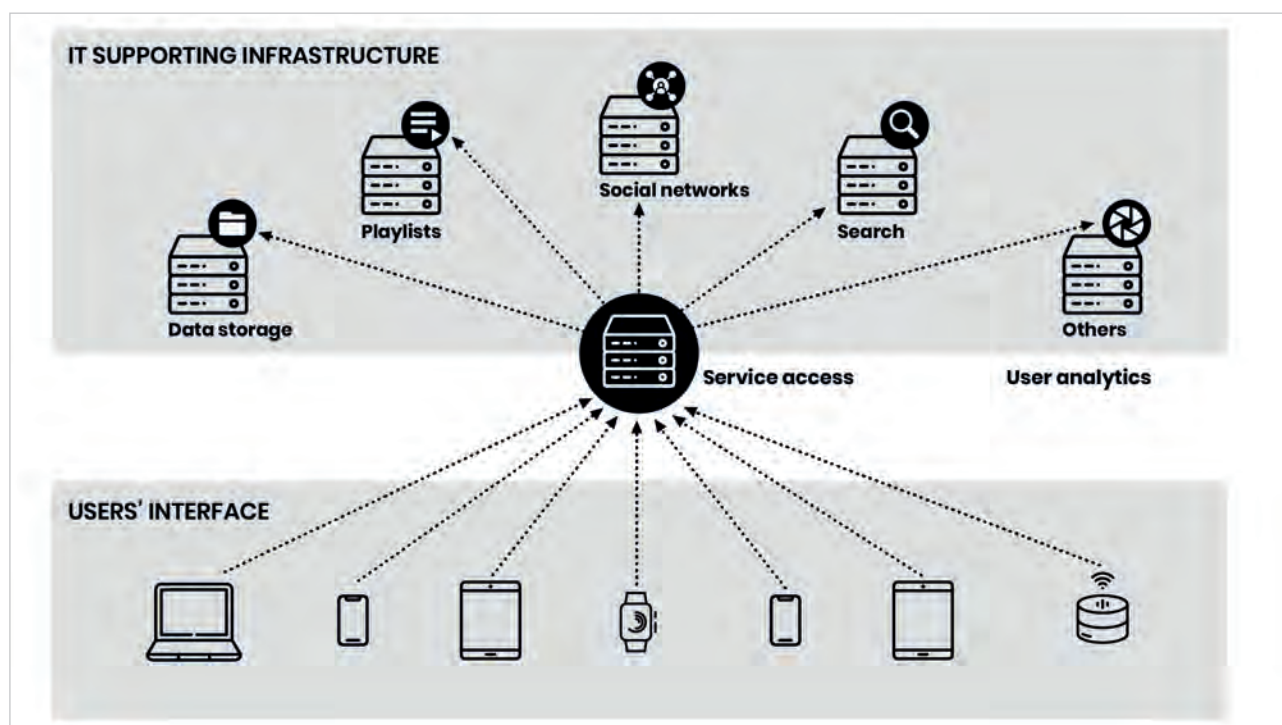 IT SUPPORTING INFRASTRUCTURE
Social networks
Playlists
Search
Data storage
Others
Service access
User analytics
USERS' INTERFACE